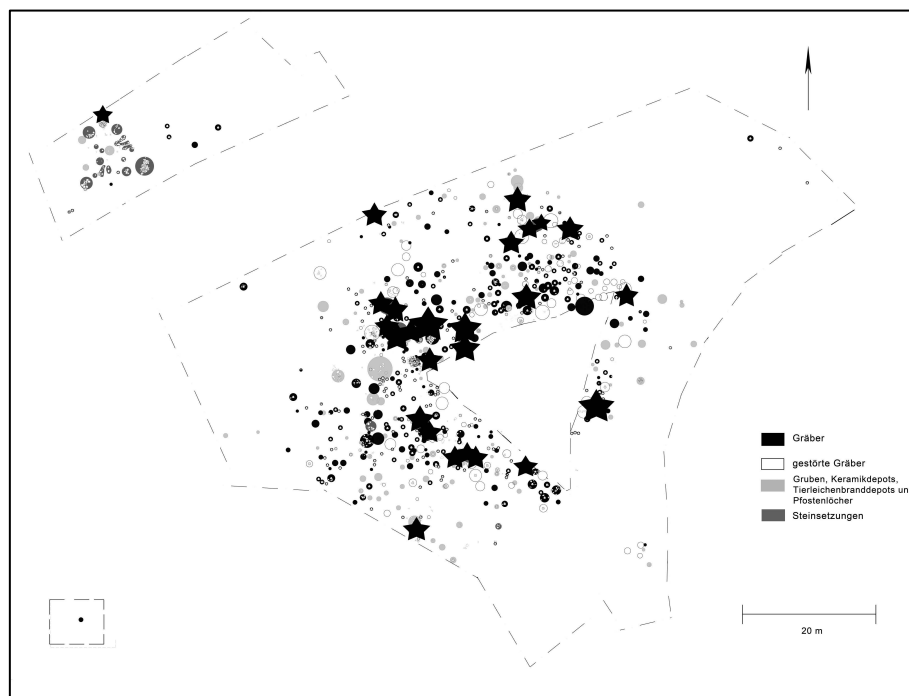 Gräber
gestörte Gräber
Gruben, Keramikdepots,
Tierleichenbranddepots un
Pfostenlöcher
Steinsetzungen
20 m